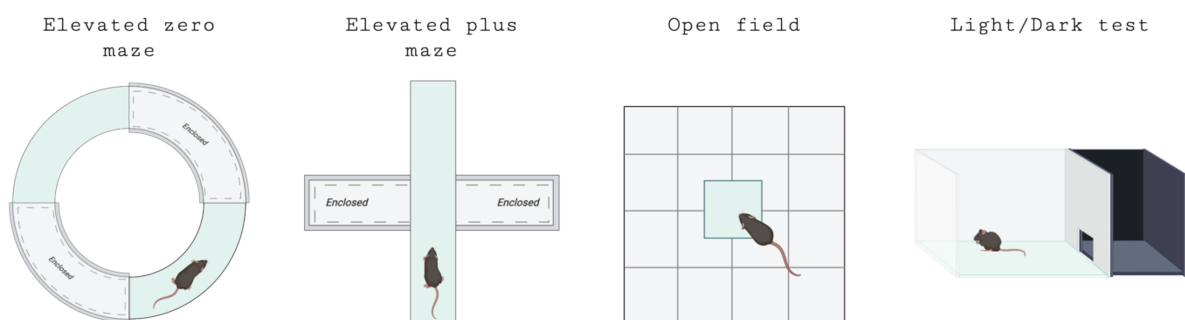 Elevated zero
maze
Elevated plus
maze
Open field
Light/Dark test
Enclosed
Enclosed
Enclosed
Enclosed